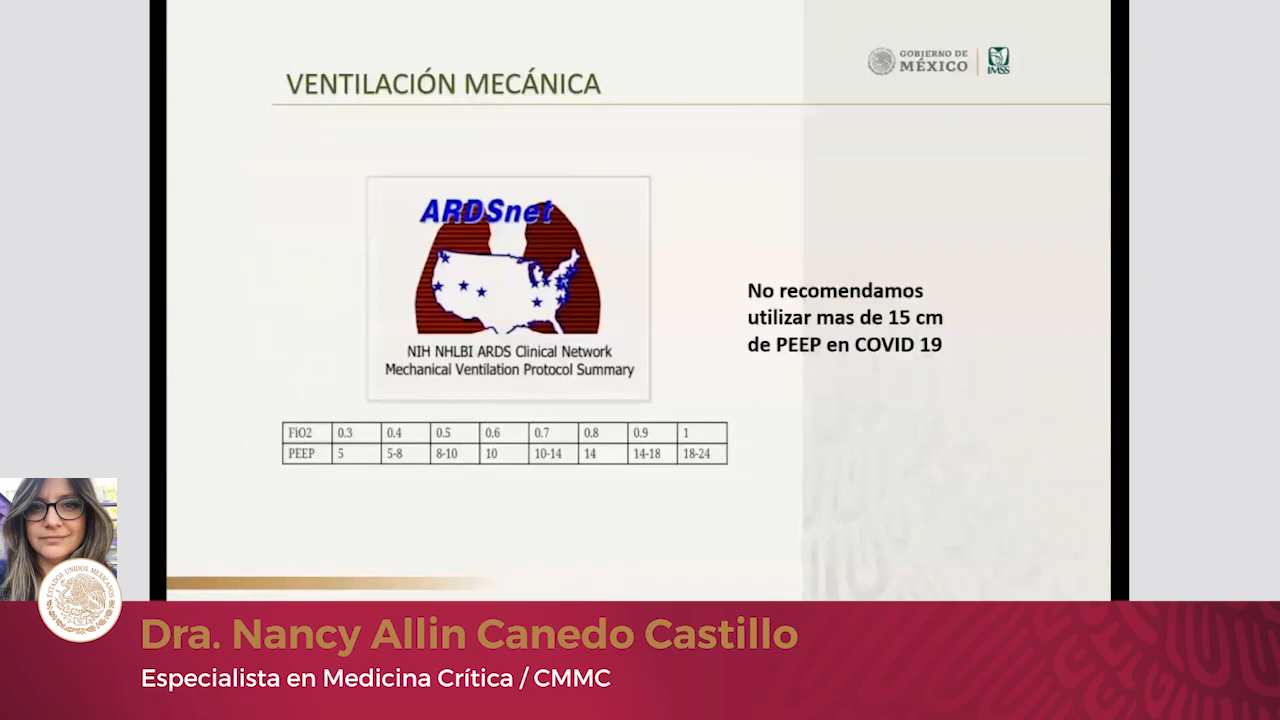 GOBIERNO DE
MÉXICO
IMSS
VENTILACIÓN MECÁNICA
ARDSnet
NIH NHLBI ARDS Clinical Network
Mechanical Ventilation Protocol Summary
No recomendamos
utilizar mas de 15 cm
de PEEP en COVID 19
FiO2 0.3 0.4 0.5 0.6 0.7 0.8 0.9 1
PEEP 5 5-8 8-10 10 10-14 14 14-18 18-24
ESTADOS UNIDOS MEXICANOS
Dra. Nancy Allin Canedo Castillo
Especialista en Medicina Crítica / CMMC